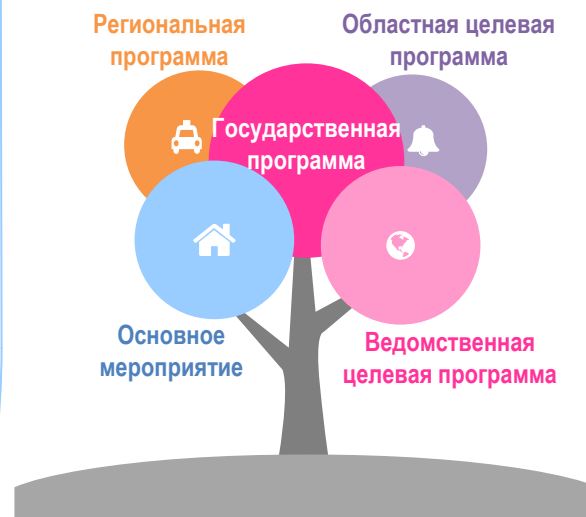 Региональная
программа
Областная целевая
программа
Государственная
программа
Основное
мероприятие
Ведомственная
целевая программа